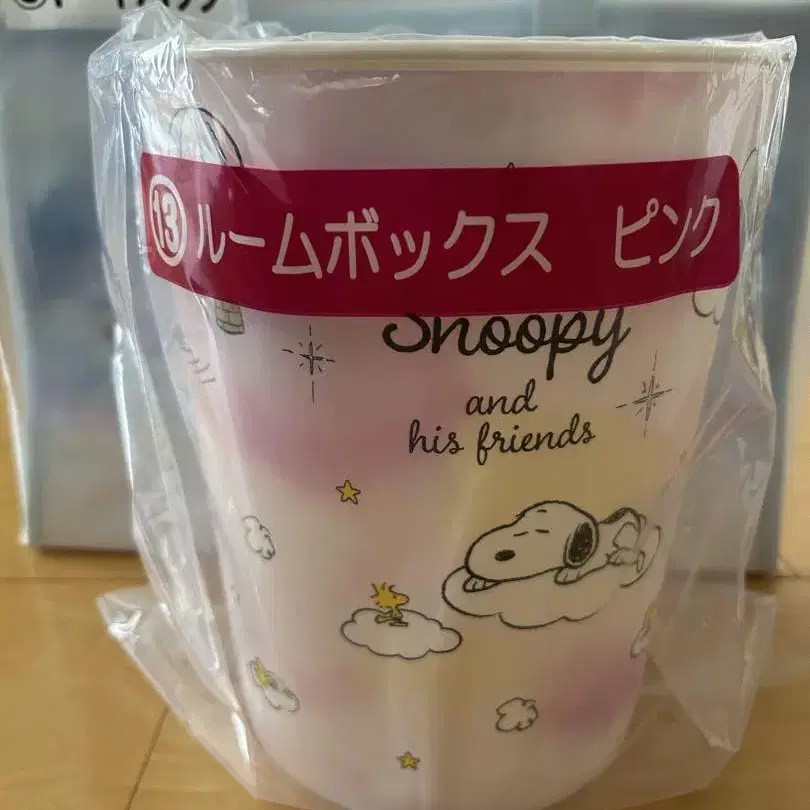 ⑬ルームボックス　ピンク
Snoopy
and
his friends